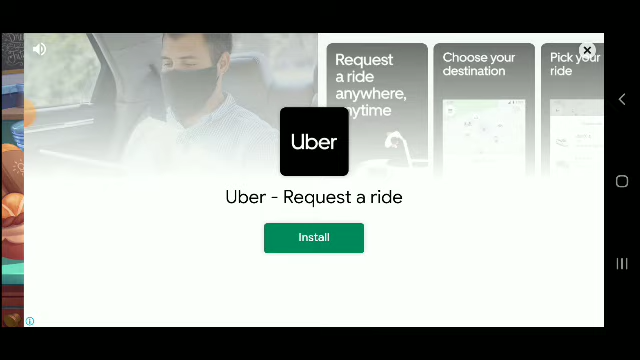 Request
a ride
anywhere,
anytime
Choose your
destination
Pick your
ride
Uber
Uber - Request a ride
Install